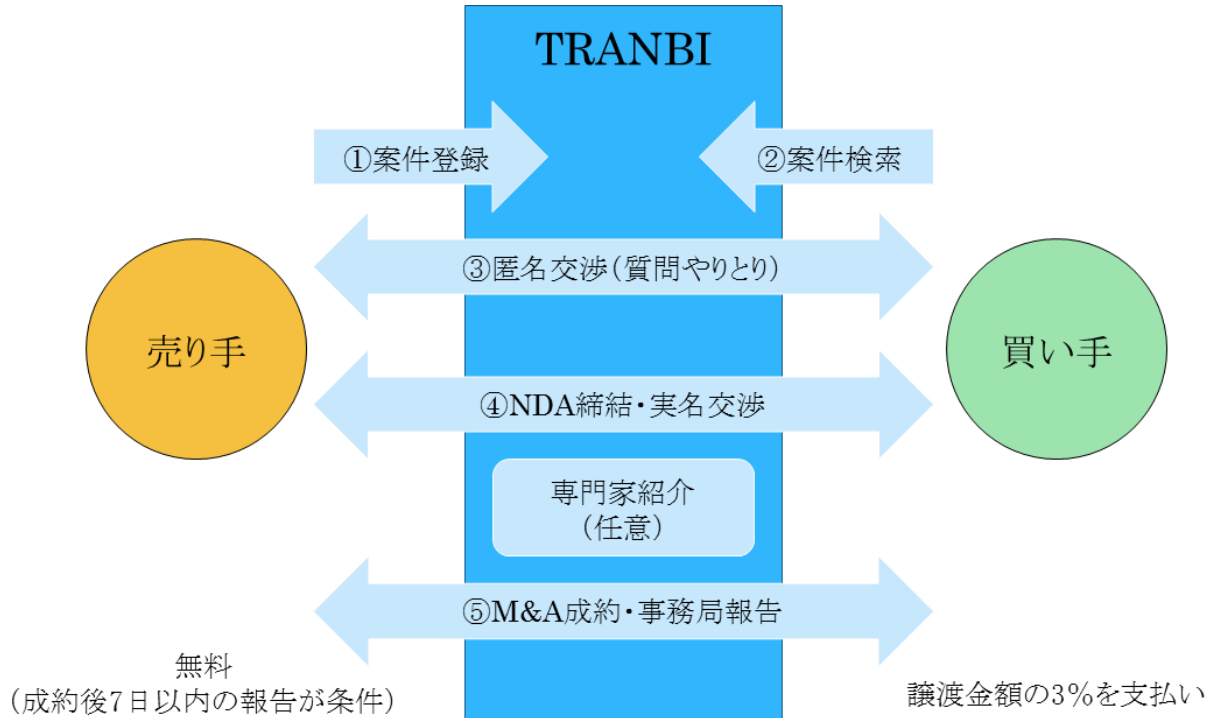 TRANBI
①案件登録
②案件検索
③匿名交渉(質問やりとり)
売り手
買い手
④NDA締結・実名交渉
専門家紹介
(任意)
⑤M&A成約・事務局報告
無料
(成約後7日以内の報告が条件)
譲渡金額の3%を支払い